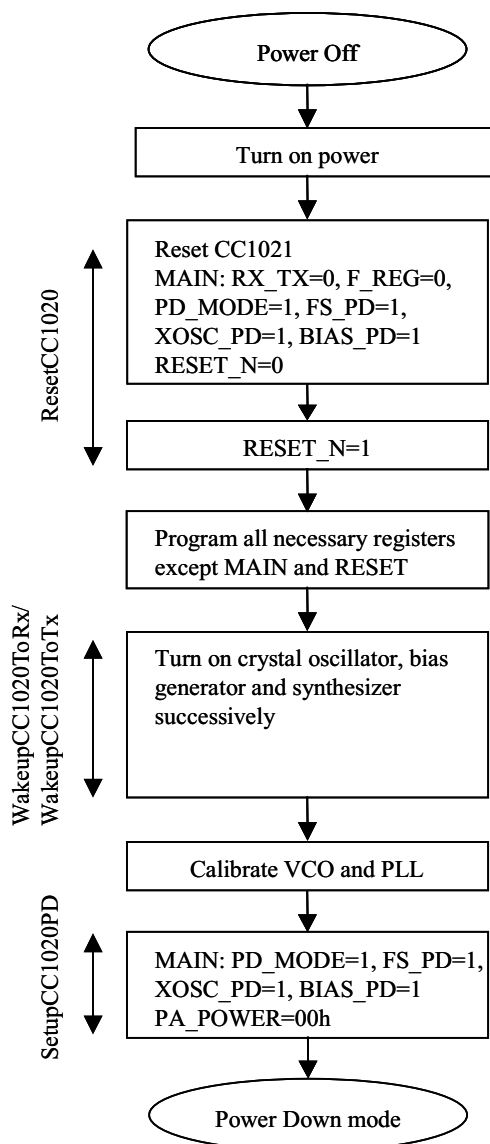 Power Off
Turn on power
ResetCC1020
Reset CC1021
MAIN: RX_TX=0, F_REG=0,
PD_MODE=1, FS_PD=1,
XOSC_PD=1, BIAS_PD=1
RESET_N=0
RESET_N=1
Program all necessary registers
except MAIN and RESET
WakeupCC1020ToRx/
WakeupCC1020ToTx
Turn on crystal oscillator, bias
generator and synthesizer
successively
Calibrate VCO and PLL
SetupCC1020PD
MAIN: PD_MODE=1, FS_PD=1,
XOSC_PD=1, BIAS_PD=1
PA_POWER=00h
Power Down mode